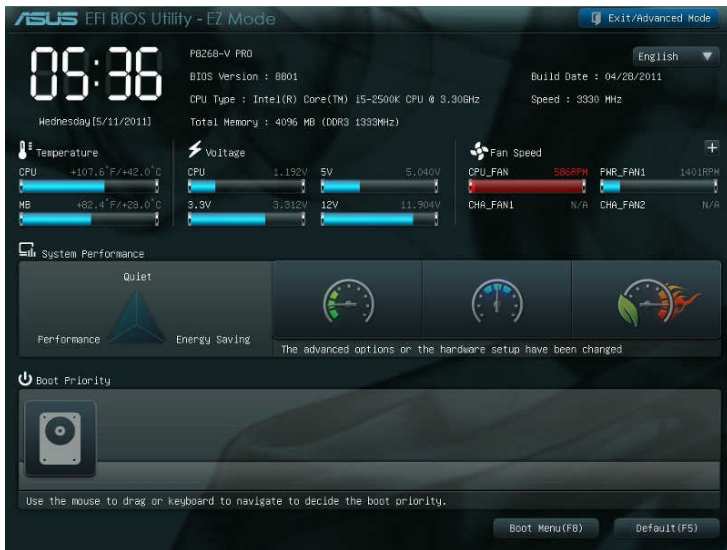 ASUS EFI BIOS Utility - EZ Mode
Exit/Advanced Mode
05:36
Wednesday[5/11/2011]
P8Z68-V PRO
English
BIOS Version : 8801
Build Date : 04/28/2011
CPU Type : Intel(R) Core(TM) i5-2500K CPU @ 3.30GHz
Speed : 3330 MHz
Total Memory : 4096 MB (DDR3 1333MHz)
Temperature
CPU +107.6°F/+42.0°C
MB +82.4°F/+28.0°C
Voltage
CPU 1.192V 5V 5.040V
3.3V 3.312V 12V 11.904V
Fan Speed
CPU_FAN 586RPM PWR_FAN1 1401RPM
CHA_FAN1 N/A CHA_FAN2 N/A
System Performance
Quiet
Performance
Energy Saving
The advanced options or the hardware setup have been changed
Boot Priority
Use the mouse to drag or keyboard to navigate to decide the boot priority.
Boot Menu(F8)
Default(F5)